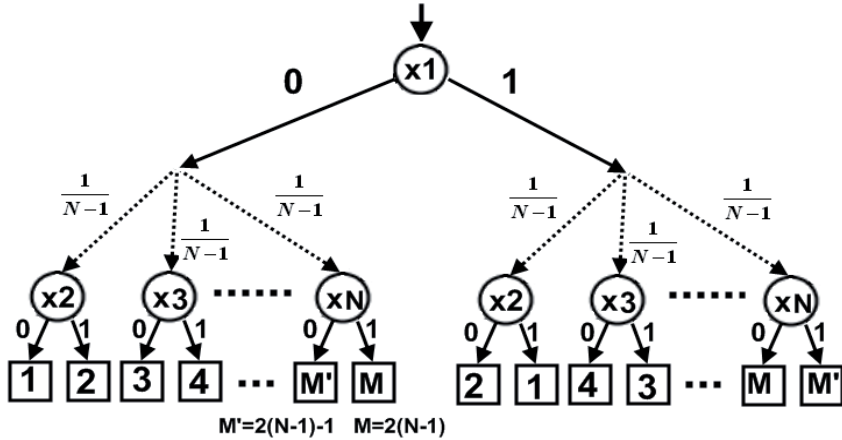 x1
0 1
1/(N-1) 1/(N-1) 1/(N-1) 1/(N-1) 1/(N-1) 1/(N-1)
x2 x3 ······ xN x2 x3 ······ xN
0 1 0 1 0 1 0 1 0 1 0 1
1 2 3 4 ··· M' M 2 1 4 3 ··· M M'
M'=2(N-1)-1 M=2(N-1)